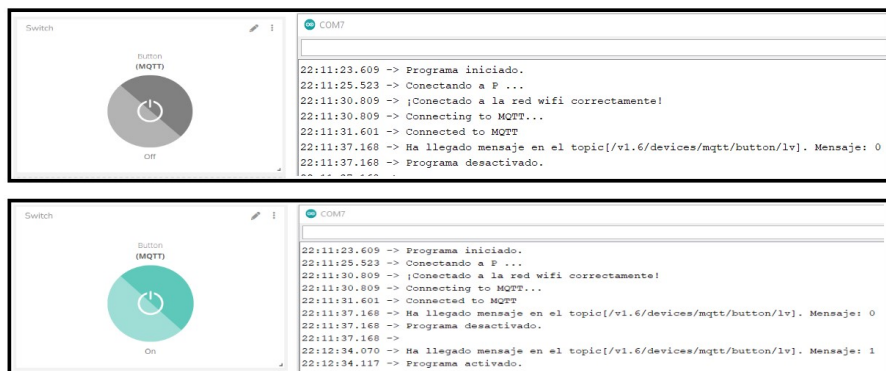 Switch
Button
(MQTT)
Off
COM7
22:11:23.609 -> Programa iniciado.
22:11:25.523 -> Conectando a P ...
22:11:30.809 -> ¡Conectado a la red wifi correctamente!
22:11:30.809 -> Connecting to MQTT...
22:11:31.601 -> Connected to MQTT
22:11:37.168 -> Ha llegado mensaje en el topic[/v1.6/devices/mqtt/button/lv]. Mensaje: 0
22:11:37.168 -> Programa desactivado.
Switch
Button
(MQTT)
On
COM7
22:11:23.609 -> Programa iniciado.
22:11:25.523 -> Conectando a P ...
22:11:30.809 -> ¡Conectado a la red wifi correctamente!
22:11:30.809 -> Connecting to MQTT...
22:11:31.601 -> Connected to MQTT
22:11:37.168 -> Ha llegado mensaje en el topic[/v1.6/devices/mqtt/button/lv]. Mensaje: 0
22:11:37.168 -> Programa desactivado.
22:11:37.168 ->
22:12:34.070 -> Ha llegado mensaje en el topic[/v1.6/devices/mqtt/button/lv]. Mensaje: 1
22:12:34.117 -> Programa activado.